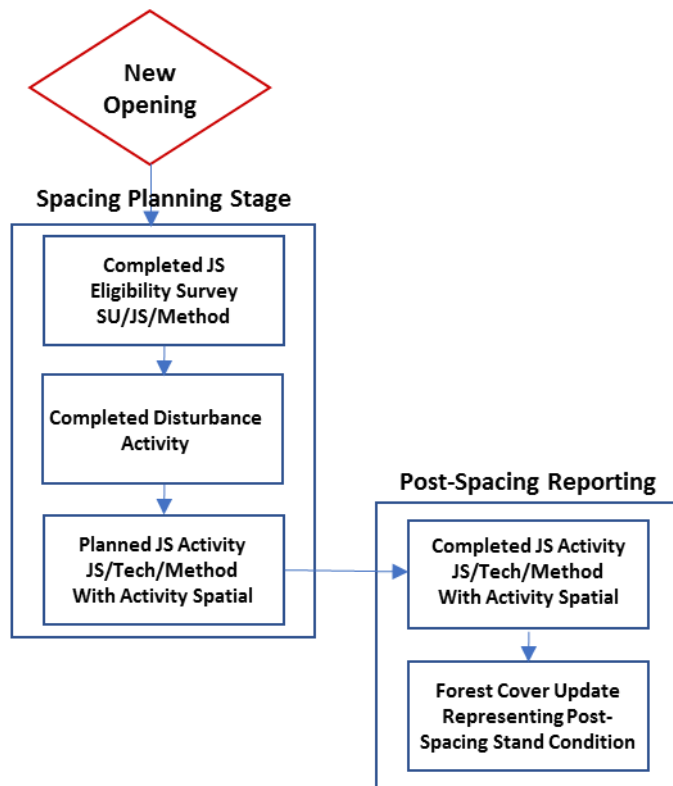 New
Opening
Spacing Planning Stage
Completed JS
Eligibility Survey
SU/JS/Method
Completed Disturbance
Activity
Planned JS Activity
JS/Tech/Method
With Activity Spatial
Post-Spacing Reporting
Completed JS Activity
JS/Tech/Method
With Activity Spatial
Forest Cover Update
Representing Post-
Spacing Stand Condition